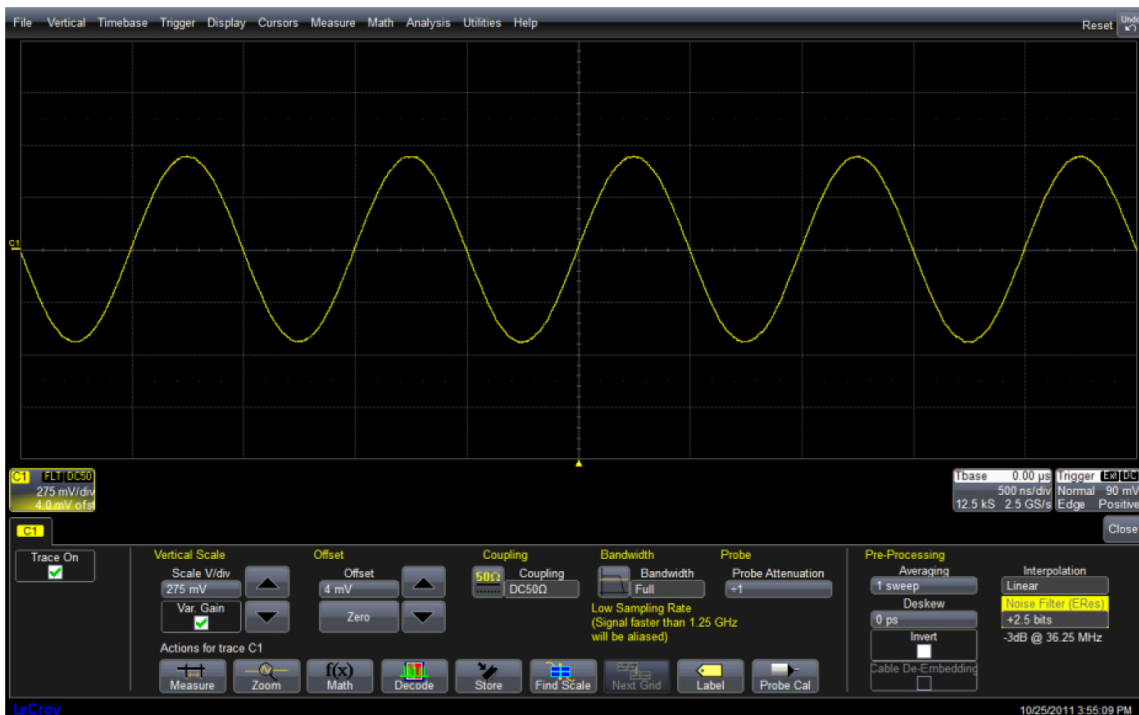 File Vertical Timebase Trigger Display Cursors Measure Math Analysis Utilities Help Reset Undo
C1
C1 FLT DC50 Tbase 0.00 µs Trigger Ext DC
275 mV/div 500 ns/div Normal 90 mV
4.0 mV ofst 12.5 kS 2.5 GS/s Edge Positive
C1 Close
Trace On Vertical Scale Offset Coupling Bandwidth Probe Pre-Processing
Scale V/div Offset 50Ω Coupling Bandwidth Probe Attenuation Averaging Interpolation
275 mV 4 mV DC50Ω Full ÷1 1 sweep Linear
Var. Gain Zero Low Sampling Rate Deskew Noise Filter (ERes)
(Signal faster than 1.25 GHz 0 ps +2.5 bits
will be aliased) Invert -3dB @ 36.25 MHz
Actions for trace C1 Cable De-Embedding
f(x)
Measure Zoom Math Decode Store Find Scale Next Grid Label Probe Cal
LeCroy 10/25/2011 3:55:09 PM